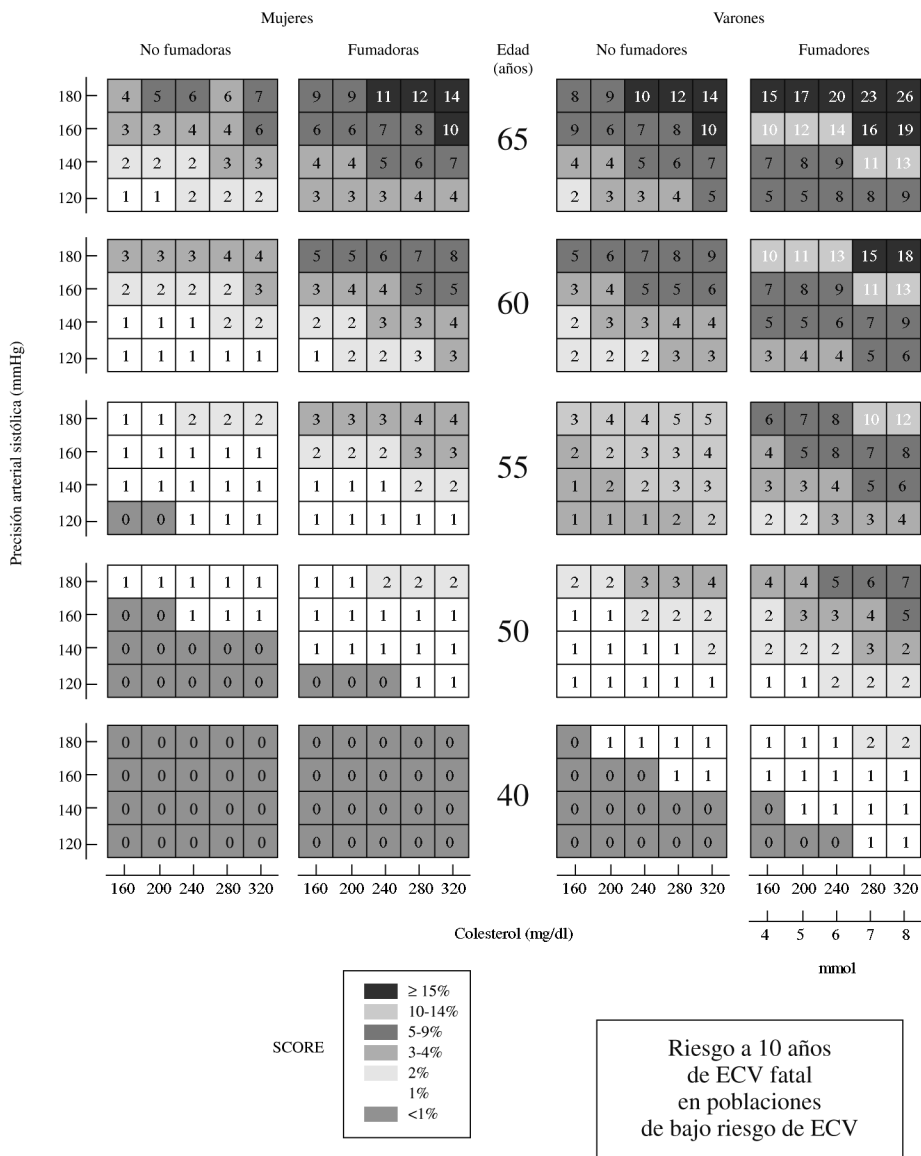 Mujeres Varones
No fumadoras Fumadoras Edad (años) No fumadores Fumadores
Precisión arterial sistólica (mmHg)
180 4 5 6 6 7 9 9 11 12 14 8 9 10 12 14 15 17 20 23 26
160 3 3 4 4 6 6 6 7 8 10 9 6 7 8 10 10 12 14 16 19
65
140 2 2 2 3 3 4 4 5 6 7 4 4 5 6 7 7 8 9 11 13
120 1 1 2 2 2 3 3 3 4 4 2 3 3 4 5 5 5 8 8 9
180 3 3 3 4 4 5 5 6 7 8 5 6 7 8 9 10 11 13 15 18
160 2 2 2 2 3 3 4 4 5 5 3 4 5 5 6 7 8 9 11 13
60
140 1 1 1 2 2 2 2 3 3 4 2 3 3 4 4 5 5 6 7 9
120 1 1 1 1 1 1 2 2 3 3 2 2 2 3 3 3 4 4 5 6
180 1 1 2 2 2 3 3 3 4 4 3 4 4 5 5 6 7 8 10 12
160 1 1 1 1 1 2 2 2 3 3 2 2 3 3 4 4 5 8 7 8
55
140 1 1 1 1 1 1 1 1 2 2 1 2 2 3 3 3 3 4 5 6
120 0 0 1 1 1 1 1 1 1 1 1 1 1 2 2 2 2 3 3 4
180 1 1 1 1 1 1 1 2 2 2 2 2 3 3 4 4 4 5 6 7
160 0 0 1 1 1 1 1 1 1 1 1 1 2 2 2 2 3 3 4 5
50
140 0 0 0 0 0 1 1 1 1 1 1 1 1 1 2 2 2 2 3 2
120 0 0 0 0 0 0 0 0 1 1 1 1 1 1 1 1 1 2 2 2
180 0 0 0 0 0 0 0 0 0 0 0 1 1 1 1 1 1 1 2 2
160 0 0 0 0 0 0 0 0 0 0 0 0 0 1 1 1 1 1 1 1
40
140 0 0 0 0 0 0 0 0 0 0 0 0 0 0 0 0 1 1 1 1
120 0 0 0 0 0 0 0 0 0 0 0 0 0 0 0 0 0 0 1 1
160 200 240 280 320 160 200 240 280 320 160 200 240 280 320 160 200 240 280 320
Colesterol (mg/dl) 4 5 6 7 8
mmol
SCORE
≥ 15%
10-14%
5-9%
3-4%
2%
1%
<1%
Riesgo a 10 años
de ECV fatal
en poblaciones
de bajo riesgo de ECV